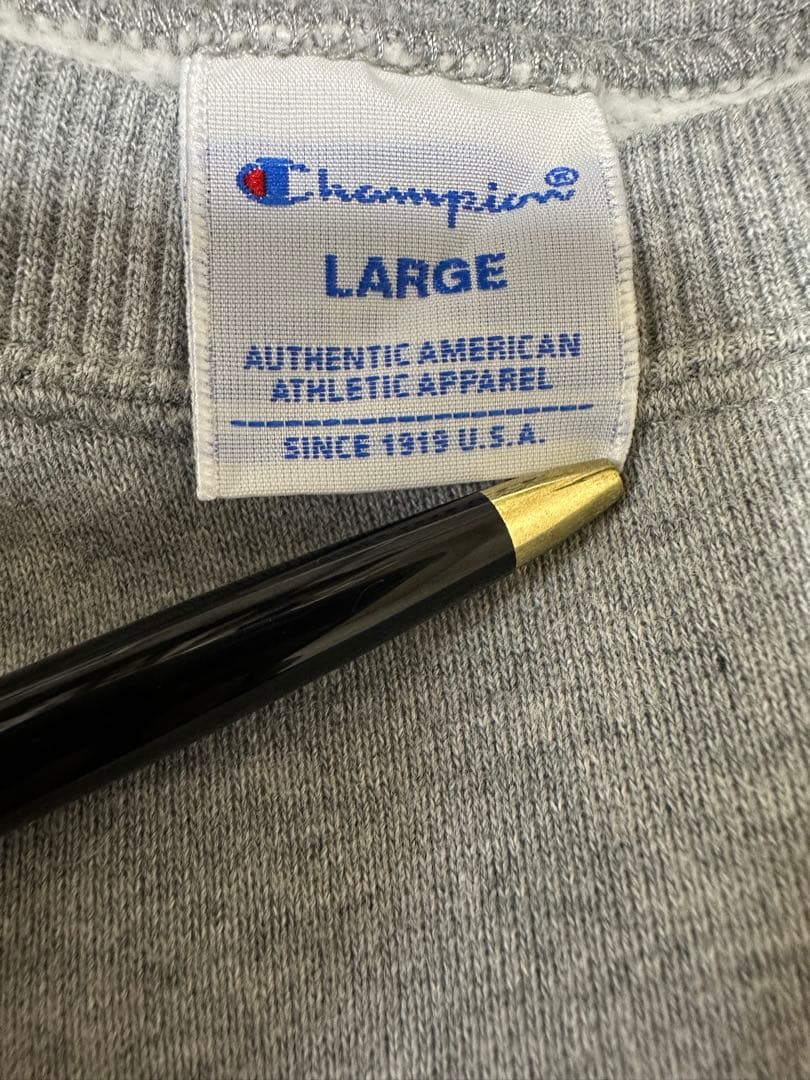 Champion®
LARGE
AUTHENTIC AMERICAN
ATHLETIC APPAREL
SINCE 1919 U.S.A.